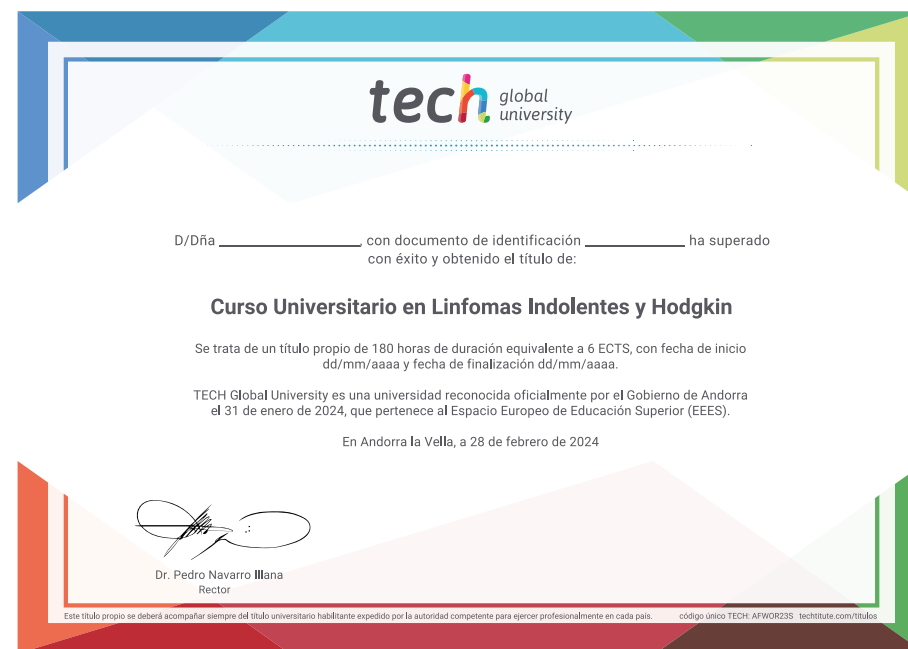 tech global university
D/Dña ____________________, con documento de identificación ______________ ha superado
con éxito y obtenido el título de:
Curso Universitario en Linfomas Indolentes y Hodgkin
Se trata de un título propio de 180 horas de duración equivalente a 6 ECTS, con fecha de inicio
dd/mm/aaaa y fecha de finalización dd/mm/aaaa.
TECH Global University es una universidad reconocida oficialmente por el Gobierno de Andorra
el 31 de enero de 2024, que pertenece al Espacio Europeo de Educación Superior (EEES).
En Andorra la Vella, a 28 de febrero de 2024
Dr. Pedro Navarro Illana
Rector
Este título propio se deberá acompañar siempre del título universitario habilitante expedido por la autoridad competente para ejercer profesionalmente en cada país. código único TECH: AFWOR23S techtitute.com/titulos